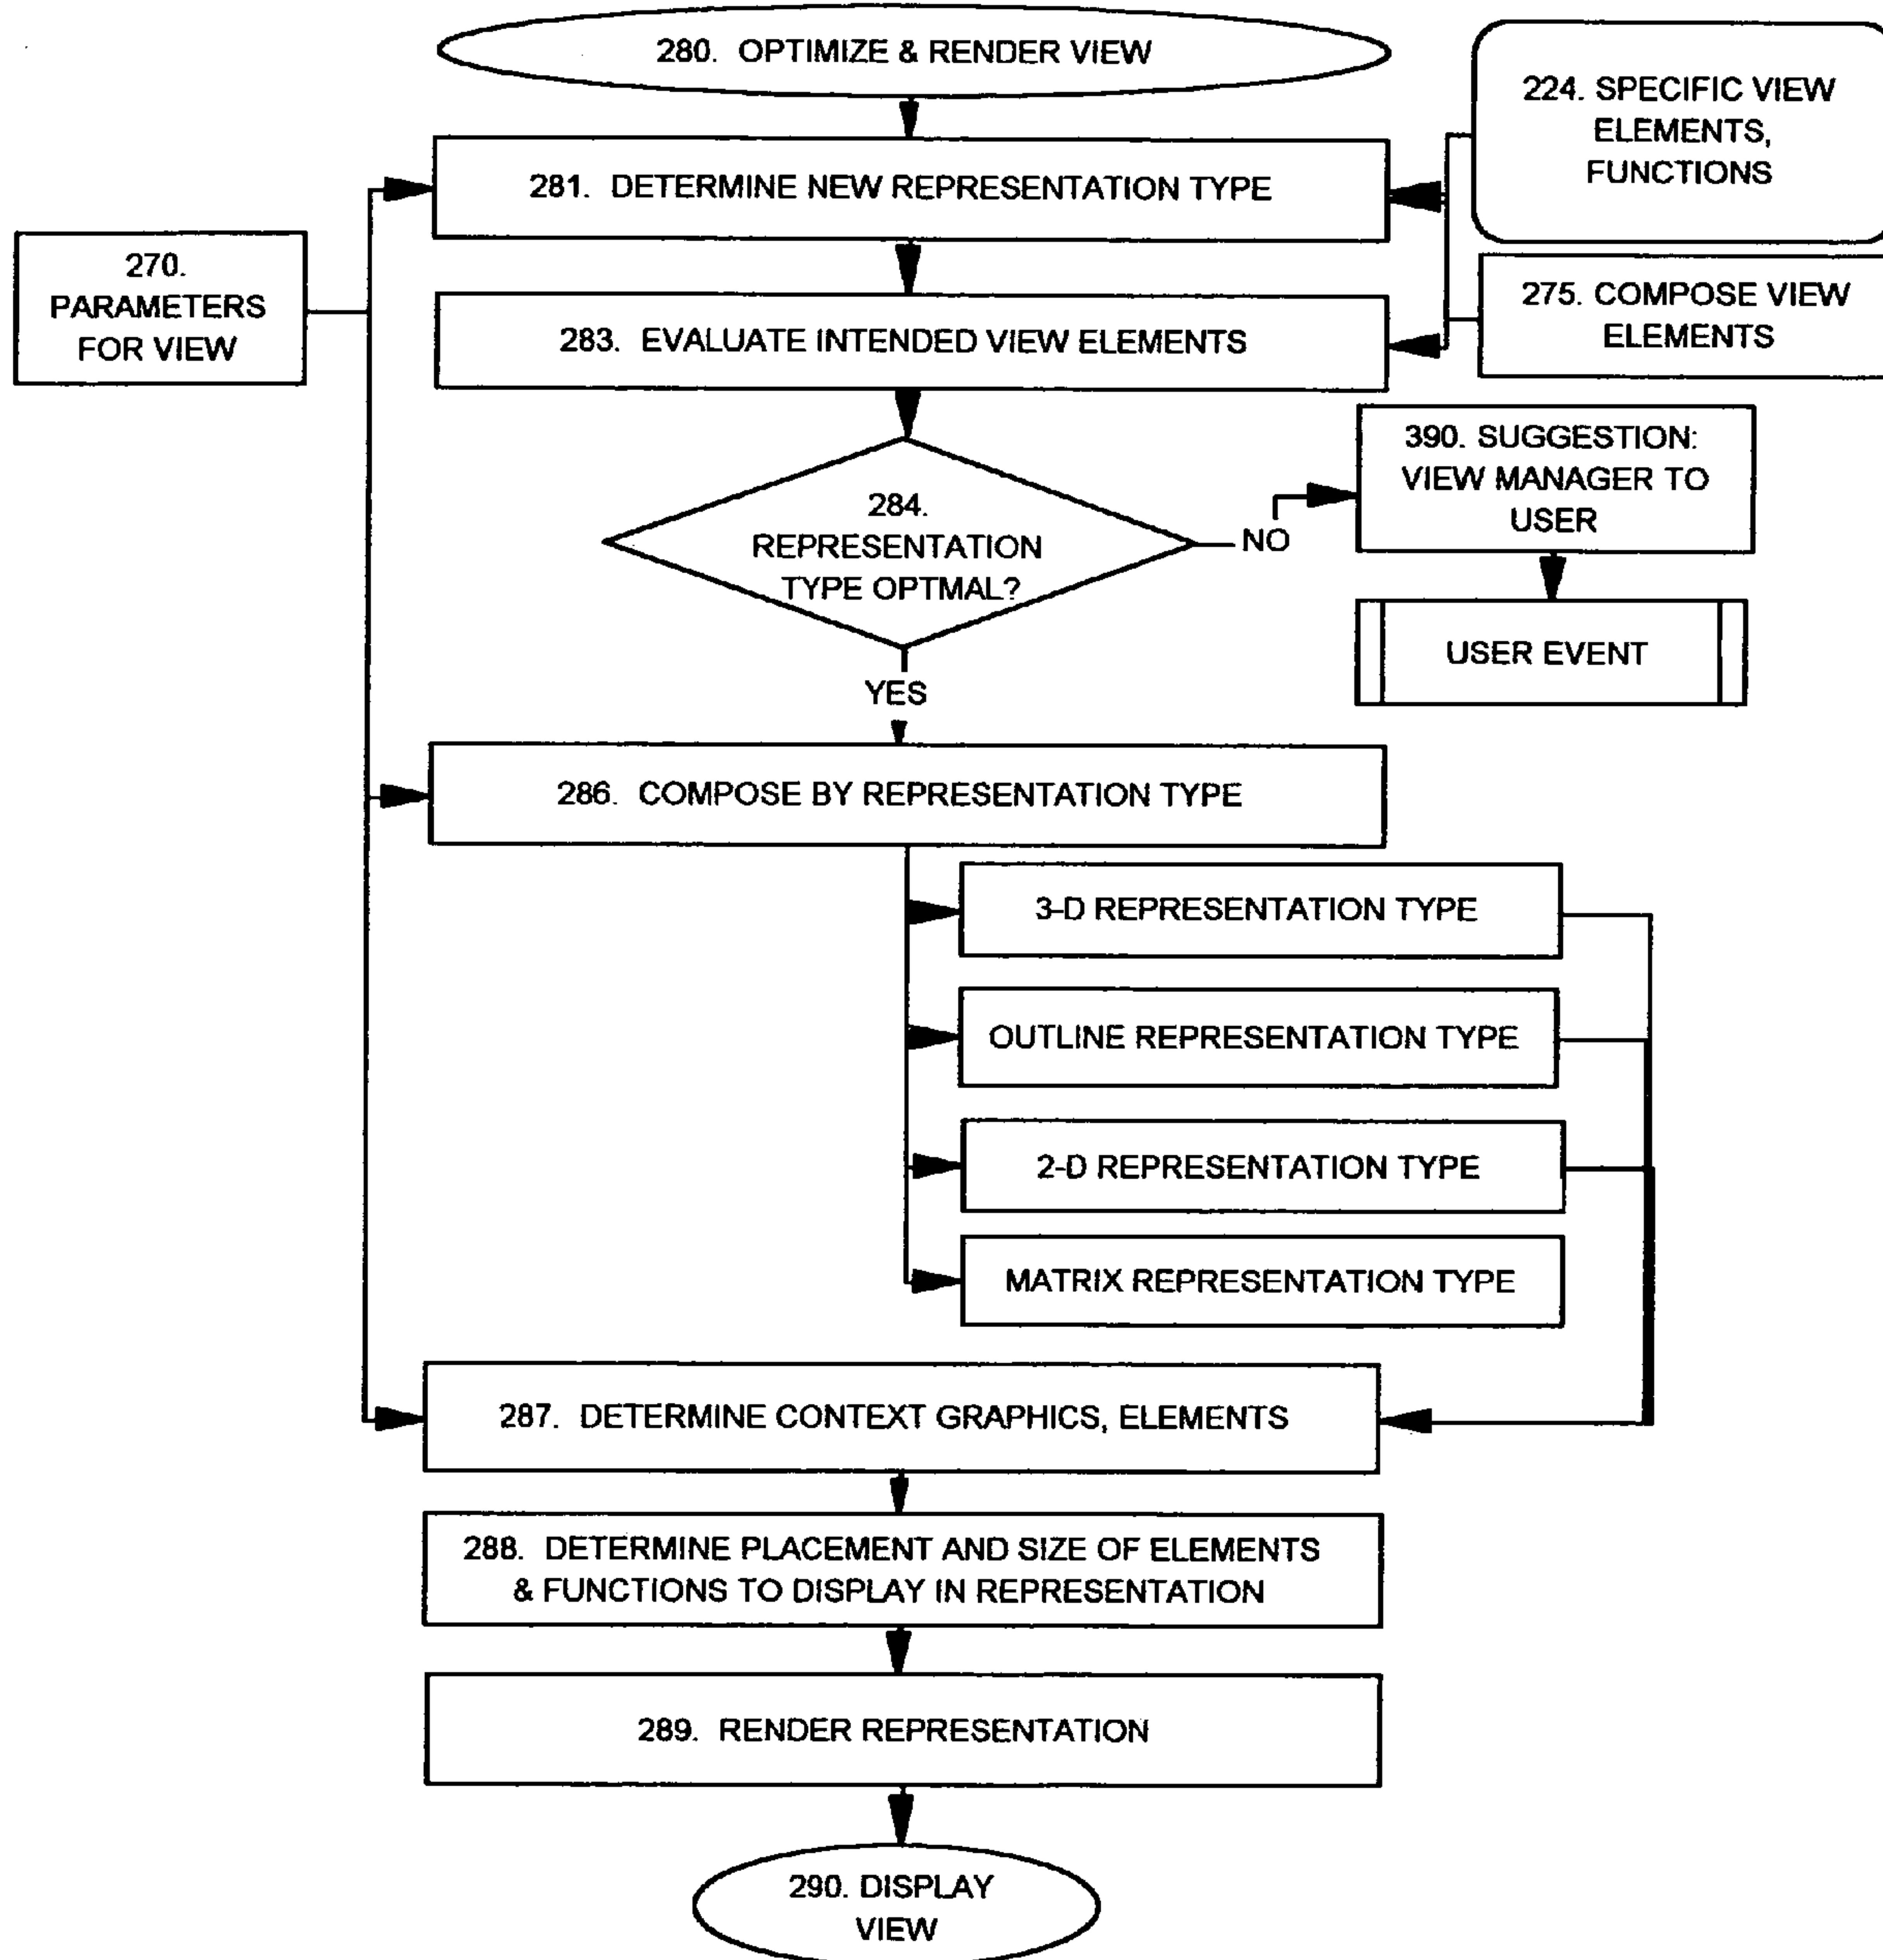 280. OPTIMIZE & RENDER VIEW
224. SPECIFIC VIEW
ELEMENTS,
FUNCTIONS
281. DETERMINE NEW REPRESENTATION TYPE
270.
PARAMETERS
FOR VIEW
275. COMPOSE VIEW
ELEMENTS
283. EVALUATE INTENDED VIEW ELEMENTS
390. SUGGESTION:
VIEW MANAGER TO
USER
284.
REPRESENTATION
TYPE OPTMAL?
NO
USER EVENT
YES
286. COMPOSE BY REPRESENTATION TYPE
3-D REPRESENTATION TYPE
OUTLINE REPRESENTATION TYPE
2-D REPRESENTATION TYPE
MATRIX REPRESENTATION TYPE
287. DETERMINE CONTEXT GRAPHICS, ELEMENTS
288. DETERMINE PLACEMENT AND SIZE OF ELEMENTS
& FUNCTIONS TO DISPLAY IN REPRESENTATION
289. RENDER REPRESENTATION
290. DISPLAY
VIEW